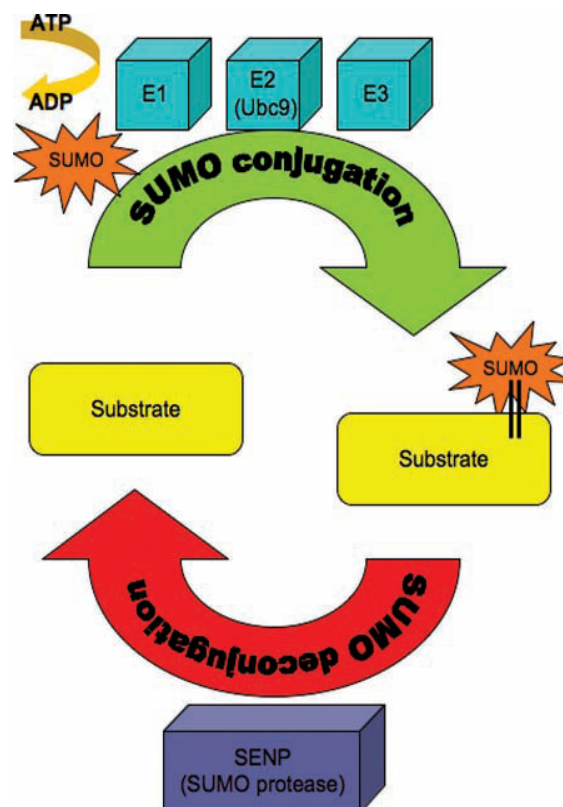 ATP
ADP
E1
E2
(Ubc9)
E3
SUMO
SUMO conjugation
SUMO
Substrate
Substrate
SUMO deconjugation
SENP
(SUMO protease)